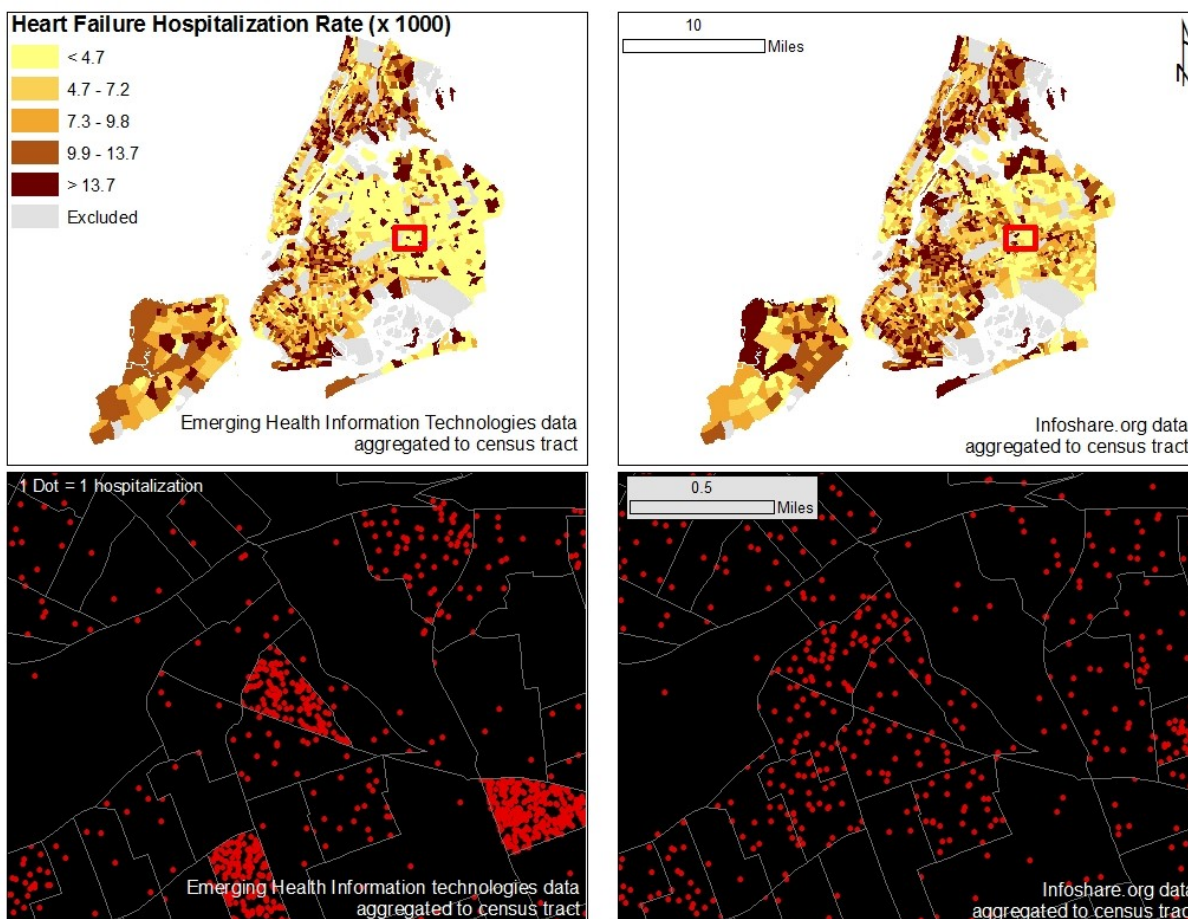 Heart Failure Hospitalization Rate (x 1000)
< 4.7
4.7 - 7.2
7.3 - 9.8
9.9 - 13.7
> 13.7
Excluded
Emerging Health Information Technologies data
aggregated to census tract
10
Miles
N
Infoshare.org data
aggregated to census tract
1 Dot = 1 hospitalization
Emerging Health Information technologies data
aggregated to census tract
0.5
Miles
Infoshare.org data
aggregated to census tract